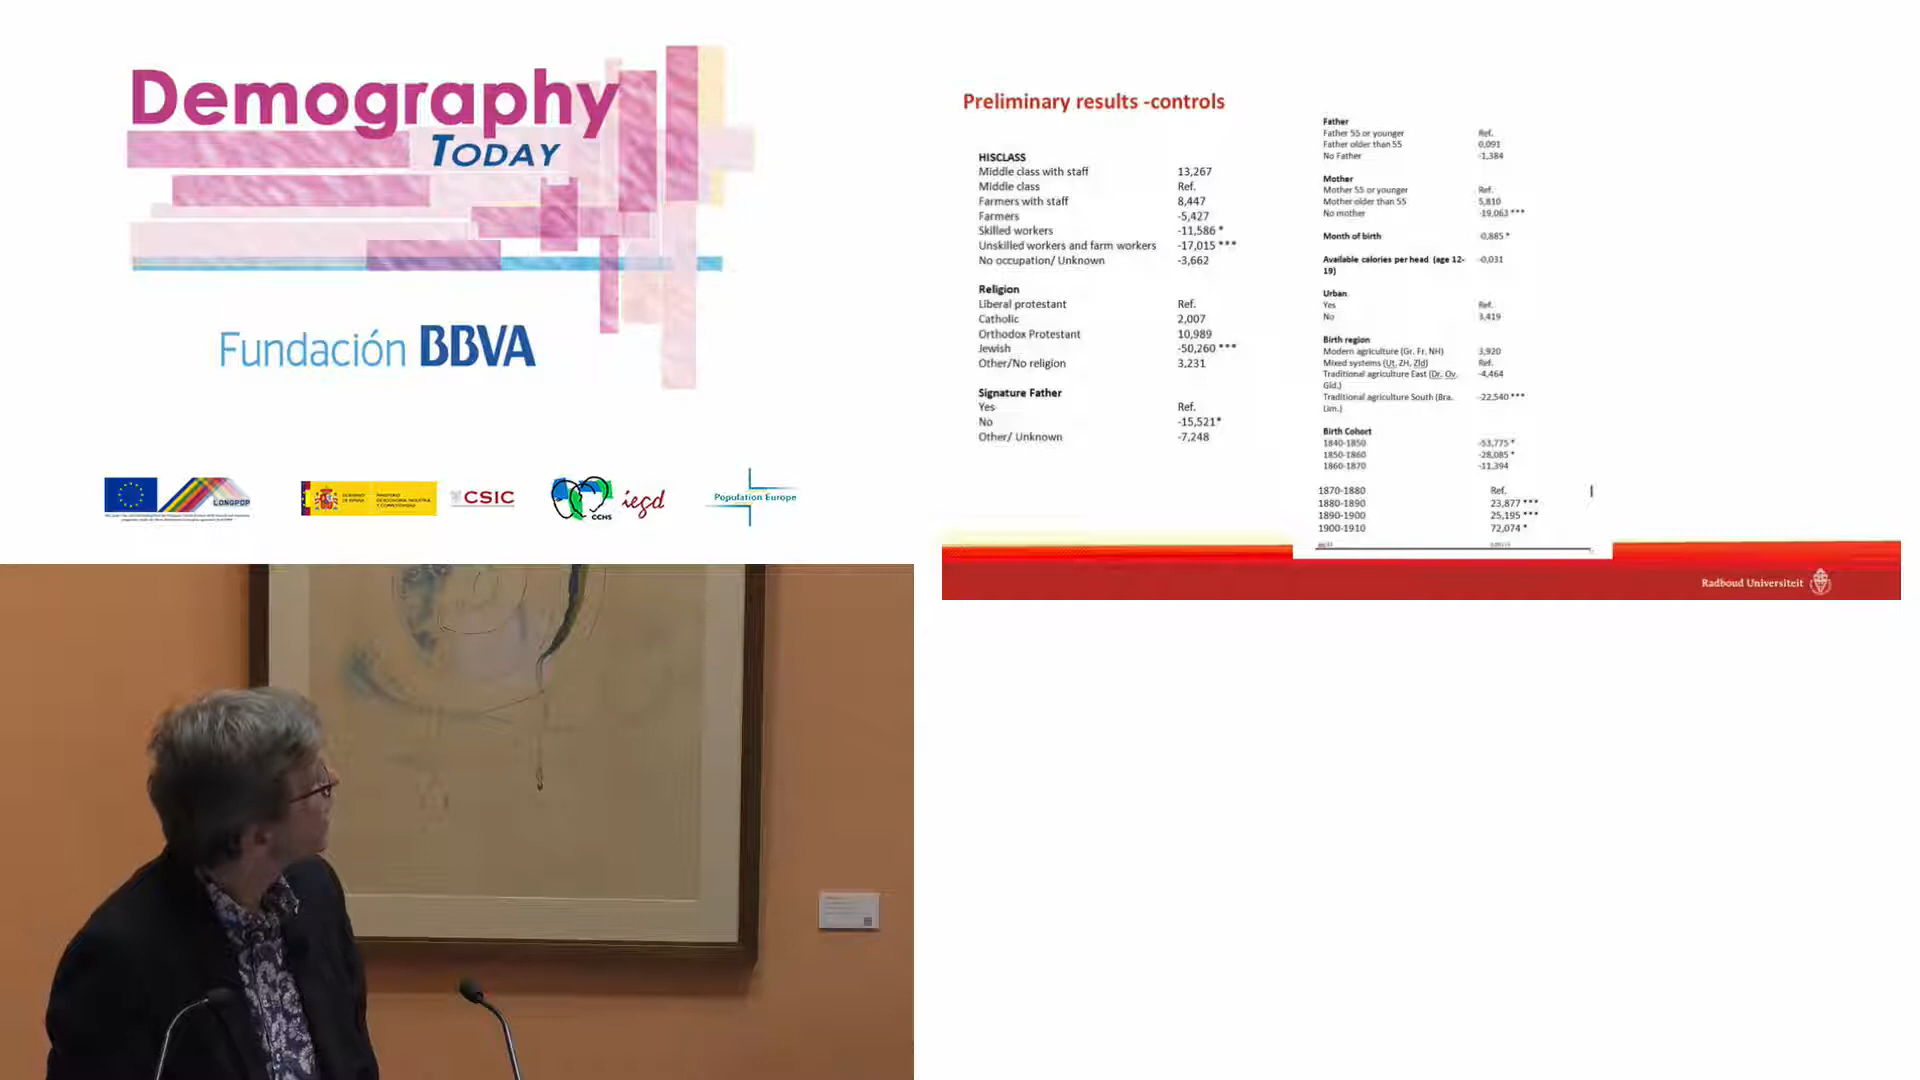 Demography
TODAY
Fundación BBVA
LONGPOP
CSIC
CCHS
iegd
Population Europe
Preliminary results -controls
HISCLASS
Middle class with staff 13,267
Middle class Ref.
Farmers with staff 8,447
Farmers -5,427
Skilled workers -11,586 *
Unskilled workers and farm workers -17,015 ***
No occupation/ Unknown -3,662
Religion
Liberal protestant Ref.
Catholic 2,007
Orthodox Protestant 10,989
Jewish -50,260 ***
Other/No religion 3,231
Signature Father
Yes Ref.
No -15,521*
Other/ Unknown -7,248
Father
Father 55 or younger Ref.
Father older than 55 0,091
No Father -1,384
Mother
Mother 55 or younger Ref.
Mother older than 55 5,810
No mother -19,063 ***
Month of birth -0,885 *
Available calories per head (age 12- -0,031
19)
Urban
Yes Ref.
No 3,419
Birth region
Modern agriculture (Gr. Fr. NH) 3,920
Mixed systems (Ut, ZH, Zld) Ref.
Traditional agriculture East (Dr. Ov. -4,464
Gld.)
Traditional agriculture South (Bra. -22,540 ***
Lim.)
Birth Cohort
1840-1850 -53,775 *
1850-1860 -28,085 *
1860-1870 -11,394
1870-1880 Ref.
1880-1890 23,877 ***
1890-1900 25,195 ***
1900-1910 72,074 *
Radboud Universiteit